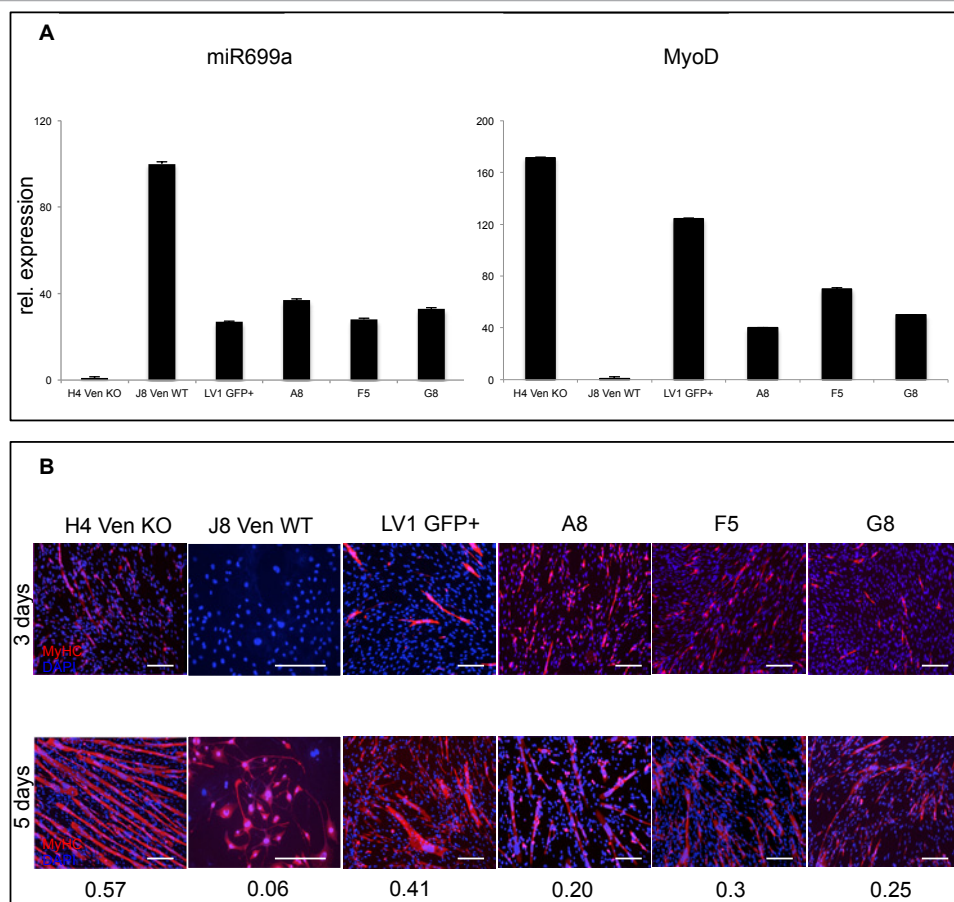 A
miR699a
MyoD
rel. expression
120
80
40
0
H4 Ven KO
J8 Ven WT
LV1 GFP+
A8
F5
G8
200
160
120
80
40
0
H4 Ven KO
J8 Ven WT
LV1 GFP+
A8
F5
G8
B
H4 Ven KO
J8 Ven WT
LV1 GFP+
A8
F5
G8
3 days
MyHC
DAPI
5 days
MyHC
0.57
0.06
0.41
0.20
0.3
0.25